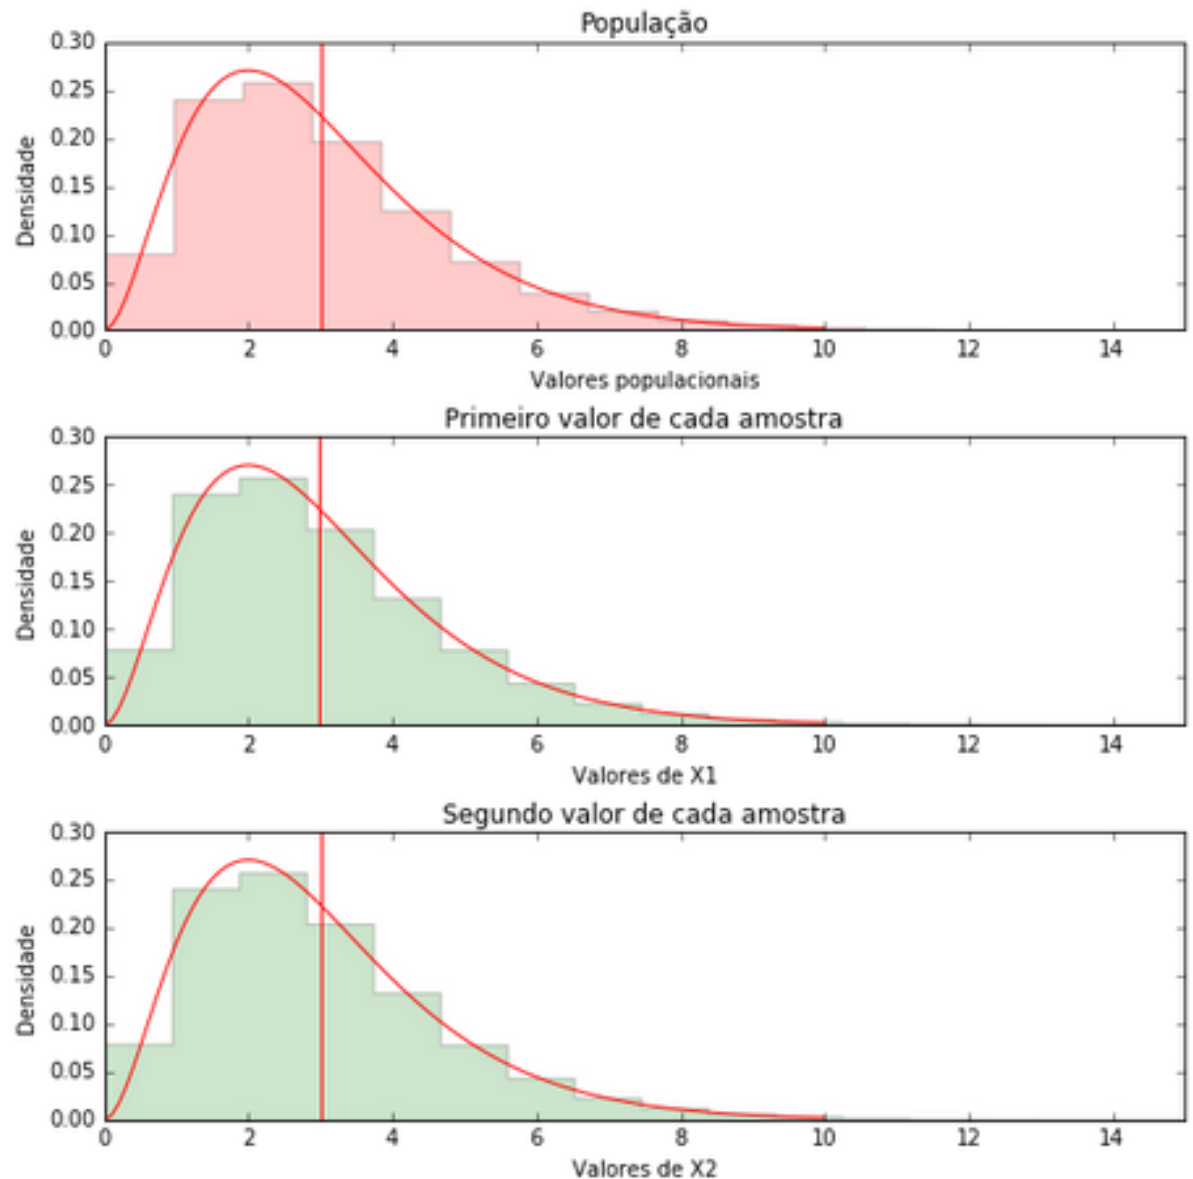 População
0.30
0.25
0.20
0.15
0.10
0.05
0.00
Densidade
0 2 4 6 8 10 12 14
Valores populacionais
Primeiro valor de cada amostra
0.30
0.25
0.20
0.15
0.10
0.05
0.00
Densidade
0 2 4 6 8 10 12 14
Valores de X1
Segundo valor de cada amostra
0.30
0.25
0.20
0.15
0.10
0.05
0.00
Densidade
0 2 4 6 8 10 12 14
Valores de X2